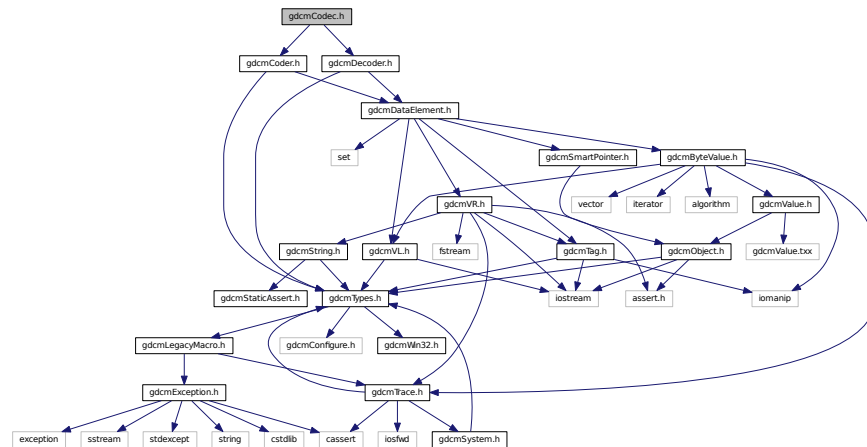 gdcmCodec.h
gdcmCoder.h
gdcmDecoder.h
gdcmDataElement.h
set
gdcmSmartPointer.h
gdcmByteValue.h
gdcmVR.h
vector
iterator
algorithm
gdcmValue.h
gdcmString.h
gdcmVL.h
fstream
gdcmTag.h
gdcmObject.h
gdcmValue.txx
gdcmStaticAssert.h
gdcmTypes.h
iostream
assert.h
iomanip
gdcmLegacyMacro.h
gdcmConfigure.h
gdcmWin32.h
gdcmException.h
gdcmTrace.h
exception
sstream
stdexcept
string
cstdlib
cassert
iosfwd
gdcmSystem.h